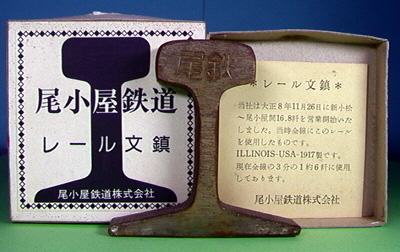 尾小屋鉄道
レール文鎮
尾小屋鉄道株式会社
尾鉄
＊レール文鎮＊
当社は大正8年11月26日に新小松
〜尾小屋間16.8粁を営業開始いた
しました。当時全線にこのレール
を使用したものです。
ILLINOIS-USA-1917製です。
現在全線の3分の1約6粁に使用
しております。
尾小屋鉄道株式会社